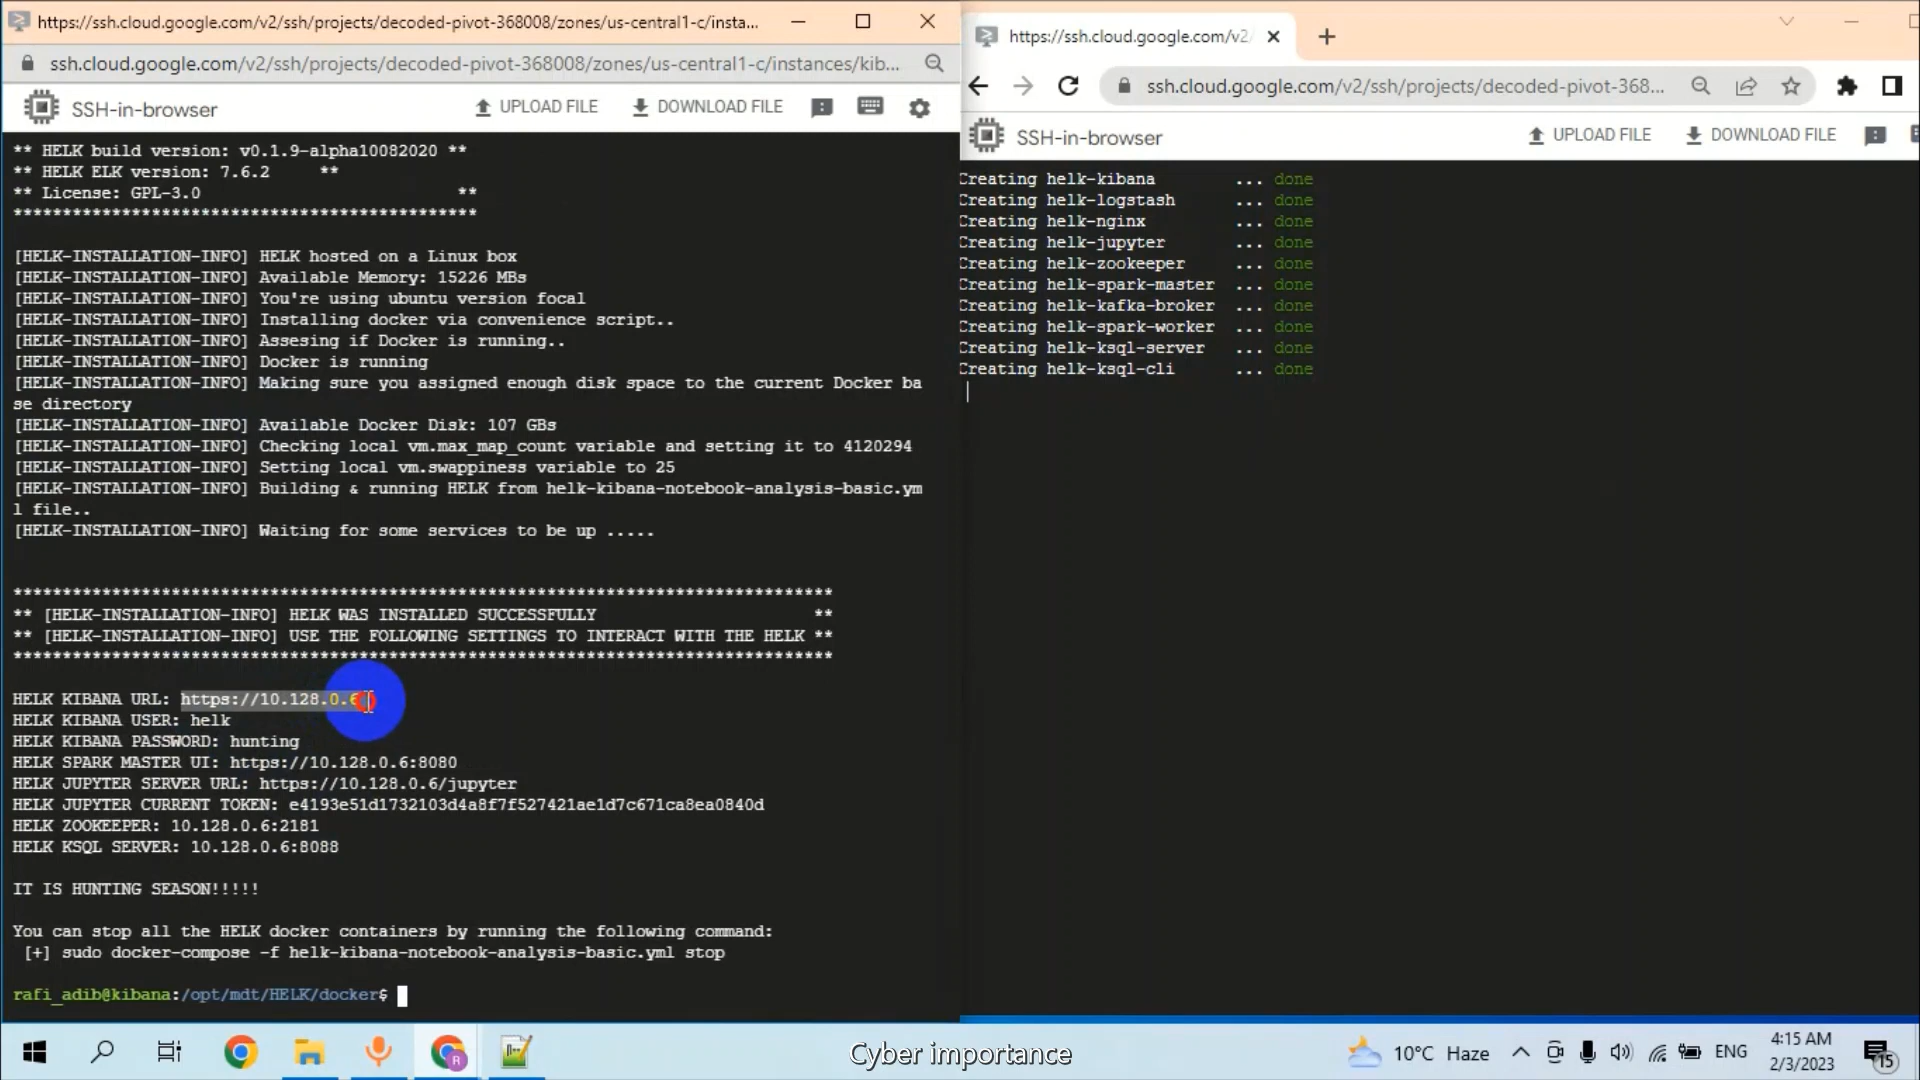 https://ssh.cloud.google.com/v2/ssh/projects/decoded-pivot-368008/zones/us-central1-c/insta...
ssh.cloud.google.com/v2/ssh/projects/decoded-pivot-368008/zones/us-central1-c/instances/kib...
SSH-in-browser
UPLOAD FILE
DOWNLOAD FILE
** HELK build version: v0.1.9-alpha10082020 **
** HELK ELK version: 7.6.2 **
** License: GPL-3.0 **
***********************************************
[HELK-INSTALLATION-INFO] HELK hosted on a Linux box
[HELK-INSTALLATION-INFO] Available Memory: 15226 MBs
[HELK-INSTALLATION-INFO] You're using ubuntu version focal
[HELK-INSTALLATION-INFO] Installing docker via convenience script..
[HELK-INSTALLATION-INFO] Assesing if Docker is running..
[HELK-INSTALLATION-INFO] Docker is running
[HELK-INSTALLATION-INFO] Making sure you assigned enough disk space to the current Docker ba
se directory
[HELK-INSTALLATION-INFO] Available Docker Disk: 107 GBs
[HELK-INSTALLATION-INFO] Checking local vm.max_map_count variable and setting it to 4120294
[HELK-INSTALLATION-INFO] Setting local vm.swappiness variable to 25
[HELK-INSTALLATION-INFO] Building & running HELK from helk-kibana-notebook-analysis-basic.ym
l file..
[HELK-INSTALLATION-INFO] Waiting for some services to be up .....
***********************************************************************************
** [HELK-INSTALLATION-INFO] HELK WAS INSTALLED SUCCESSFULLY **
** [HELK-INSTALLATION-INFO] USE THE FOLLOWING SETTINGS TO INTERACT WITH THE HELK **
***********************************************************************************
HELK KIBANA URL: https://10.128.0.6
HELK KIBANA USER: helk
HELK KIBANA PASSWORD: hunting
HELK SPARK MASTER UI: https://10.128.0.6:8080
HELK JUPYTER SERVER URL: https://10.128.0.6/jupyter
HELK JUPYTER CURRENT TOKEN: e4193e51d1732103d4a8f7f527421ae1d7c671ca8ea0840d
HELK ZOOKEEPER: 10.128.0.6:2181
HELK KSQL SERVER: 10.128.0.6:8088
IT IS HUNTING SEASON!!!!!
You can stop all the HELK docker containers by running the following command:
[+] sudo docker-compose -f helk-kibana-notebook-analysis-basic.yml stop
rafi_adib@kibana:/opt/mdt/HELK/docker$
https://ssh.cloud.google.com/v2/
ssh.cloud.google.com/v2/ssh/projects/decoded-pivot-368...
SSH-in-browser
UPLOAD FILE
DOWNLOAD FILE
Creating helk-kibana ... done
Creating helk-logstash ... done
Creating helk-nginx ... done
Creating helk-jupyter ... done
Creating helk-zookeeper ... done
Creating helk-spark-master ... done
Creating helk-kafka-broker ... done
Creating helk-spark-worker ... done
Creating helk-ksql-server ... done
Creating helk-ksql-cli ... done
Cyber importance
10°C Haze
ENG
4:15 AM
2/3/2023
15
R